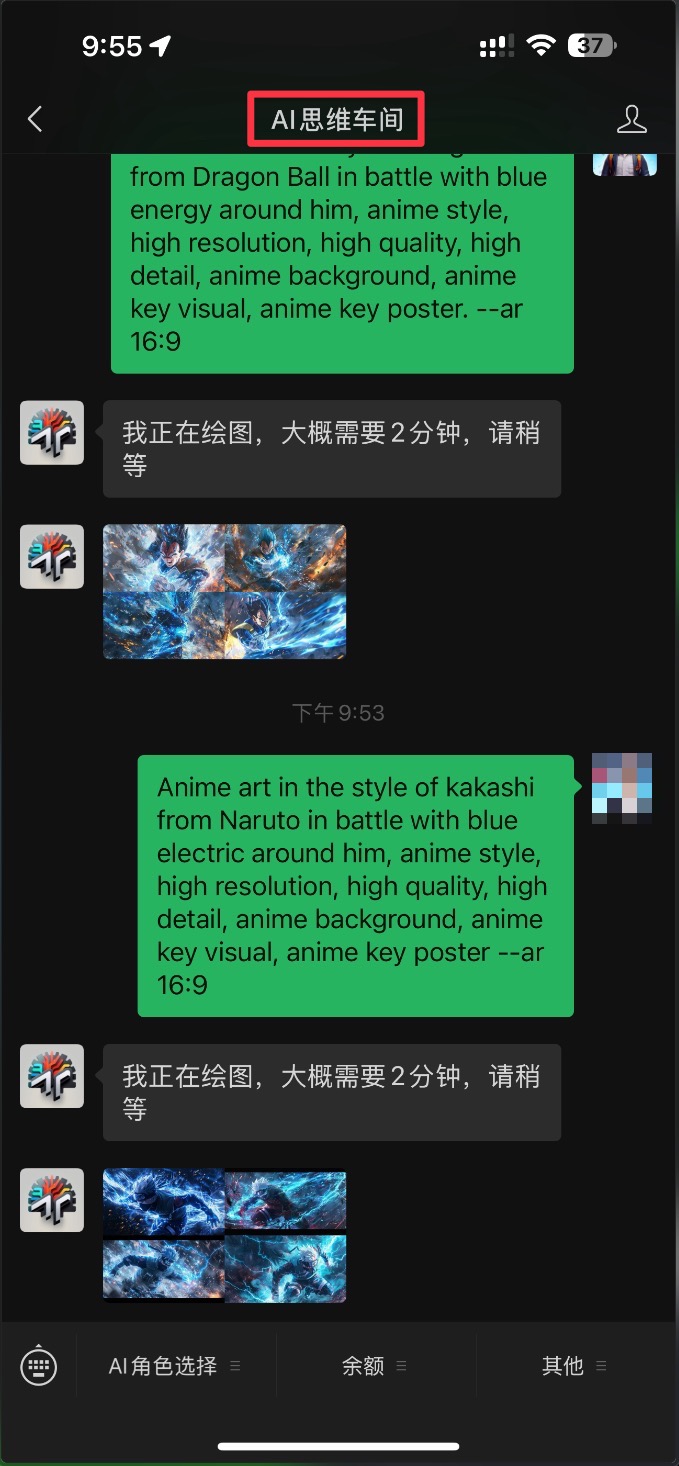 9:55
37
AI思维车间
from Dragon Ball in battle with blue
energy around him, anime style,
high resolution, high quality, high
detail, anime background, anime
key visual, anime key poster. --ar
16:9
我正在绘图，大概需要2分钟，请稍
等
下午9:53
Anime art in the style of kakashi
from Naruto in battle with blue
electric around him, anime style,
high resolution, high quality, high
detail, anime background, anime
key visual, anime key poster --ar
16:9
我正在绘图，大概需要2分钟，请稍
等
AI角色选择
余额
其他